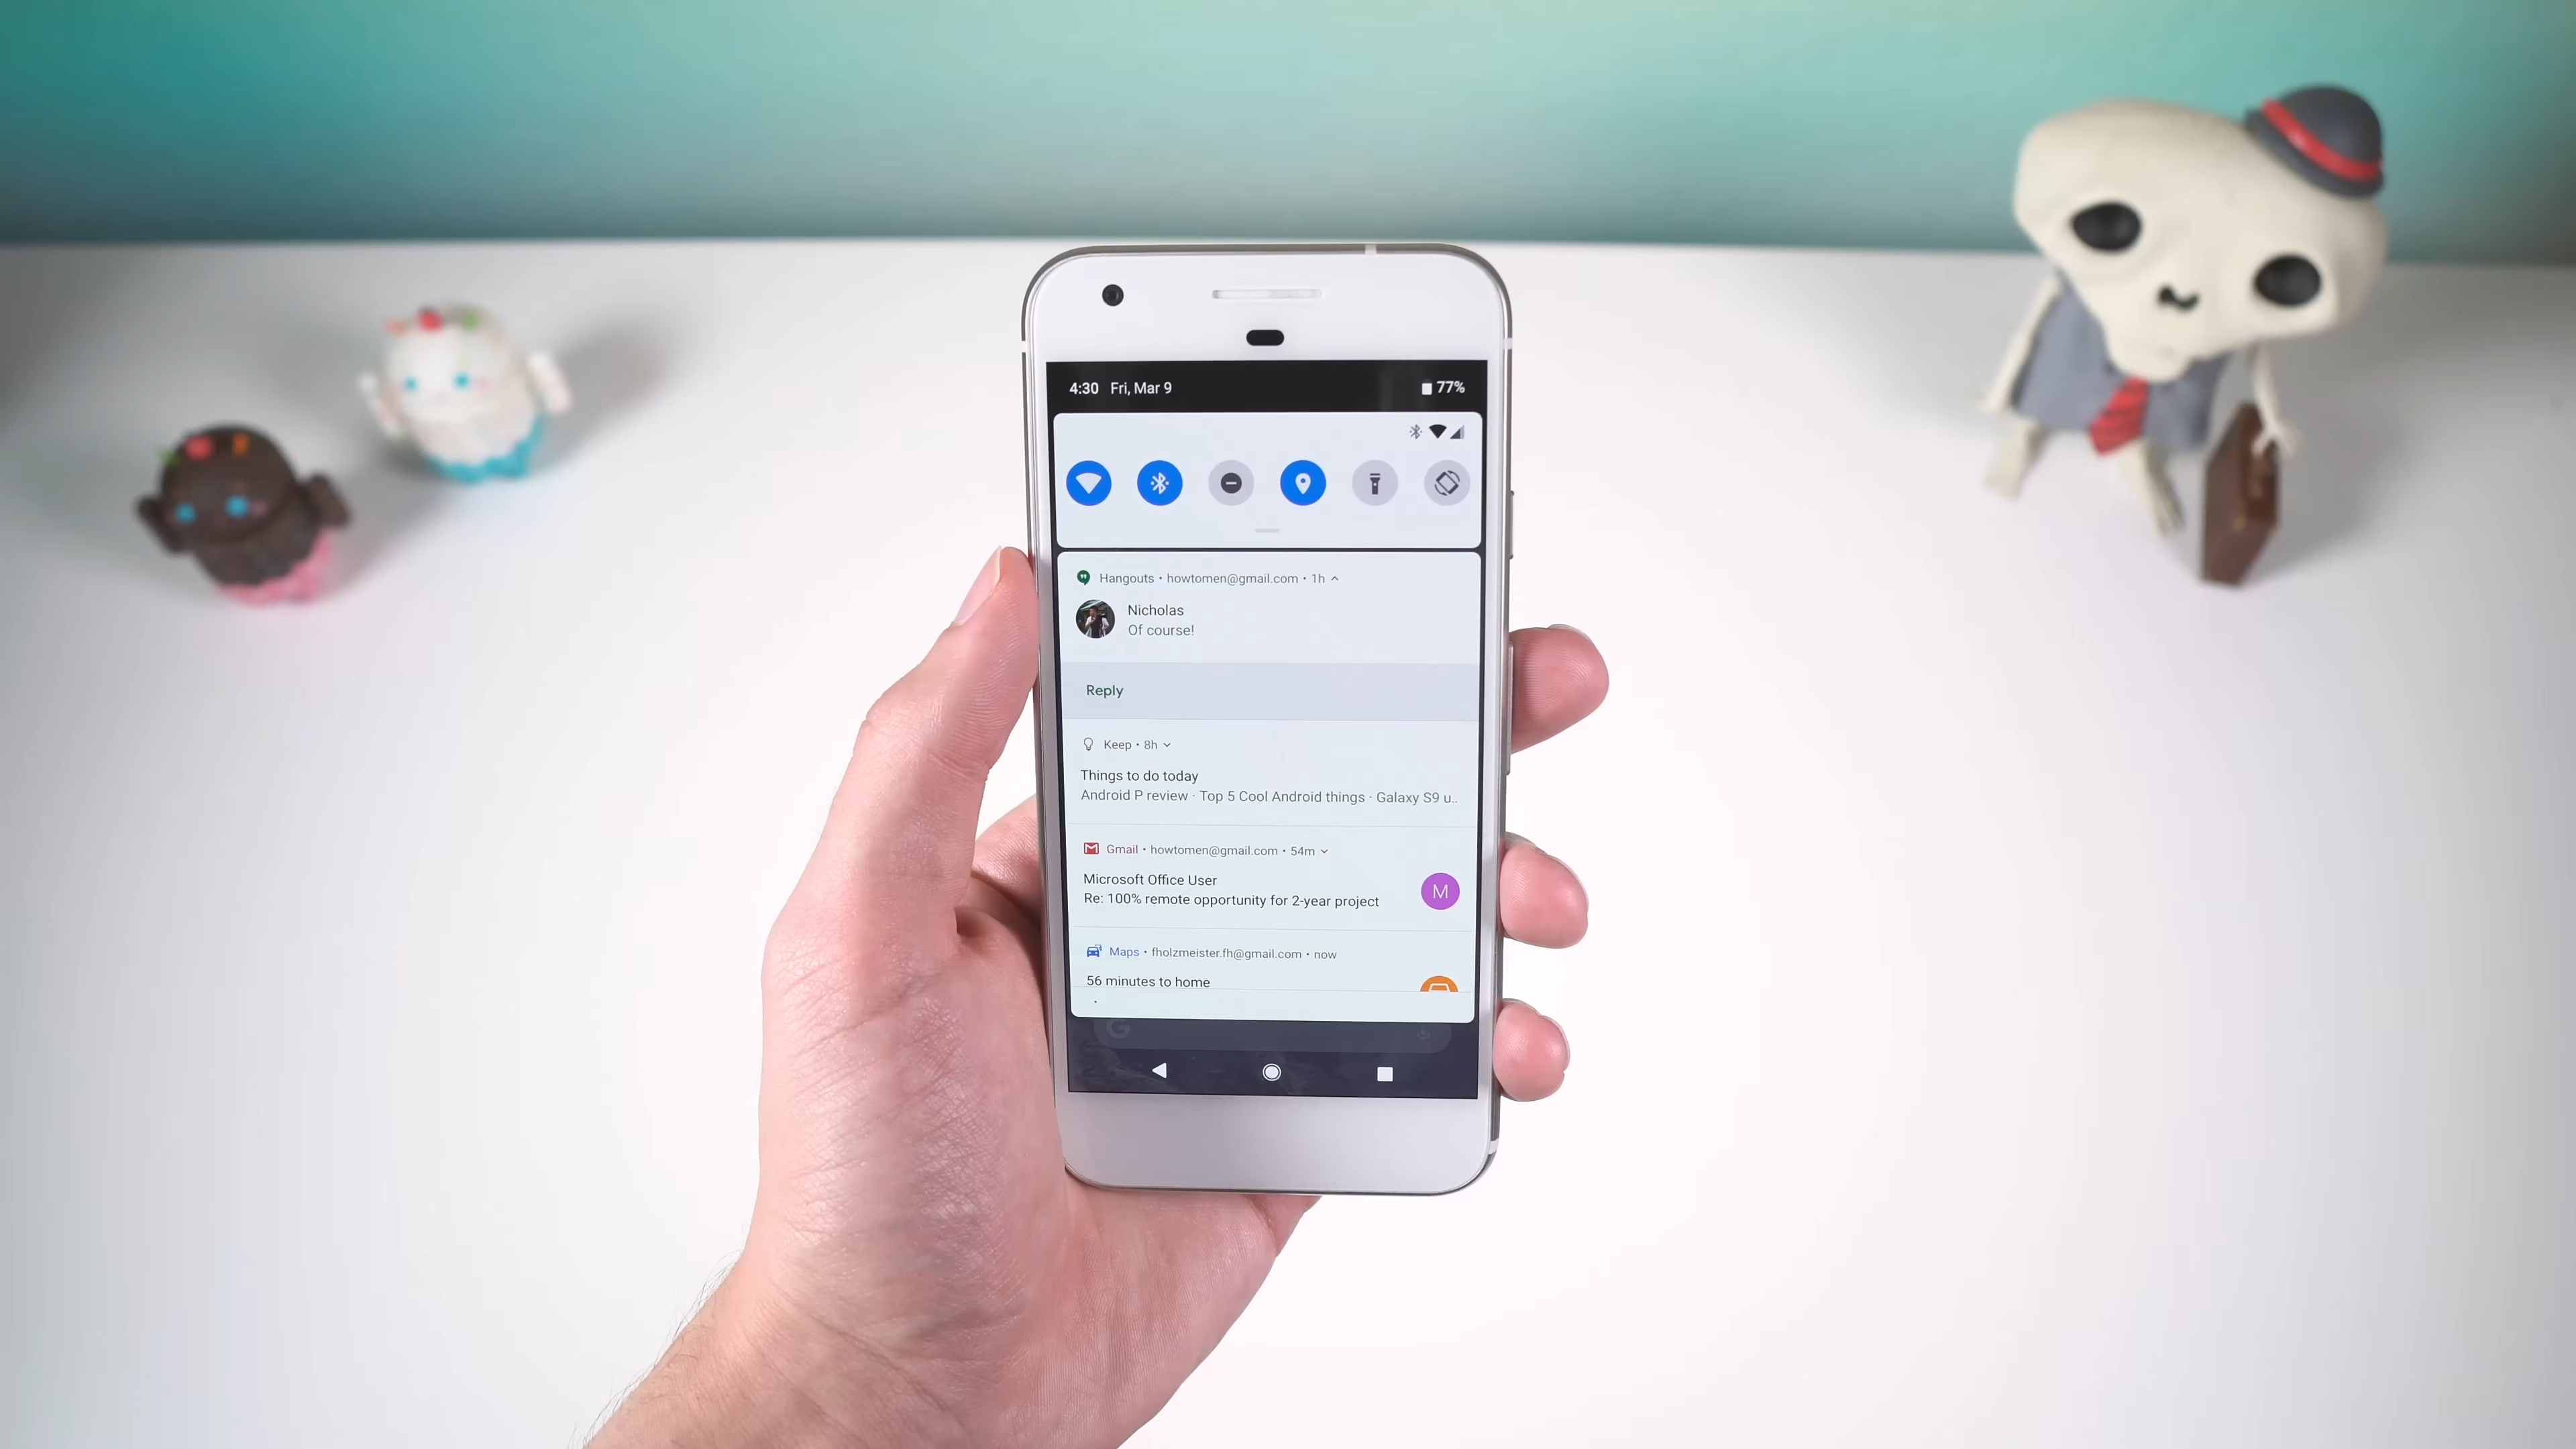 4:30 Fri, Mar 9 77%
Hangouts • howtomen@gmail.com • 1h
Nicholas
Of course!
Reply
Keep • 8h
Things to do today
Android P review · Top 5 Cool Android things · Galaxy S9 u..
Gmail • howtomen@gmail.com • 54m
Microsoft Office User
Re: 100% remote opportunity for 2-year project
M
Maps • fholzmeister.fh@gmail.com • now
56 minutes to home
G